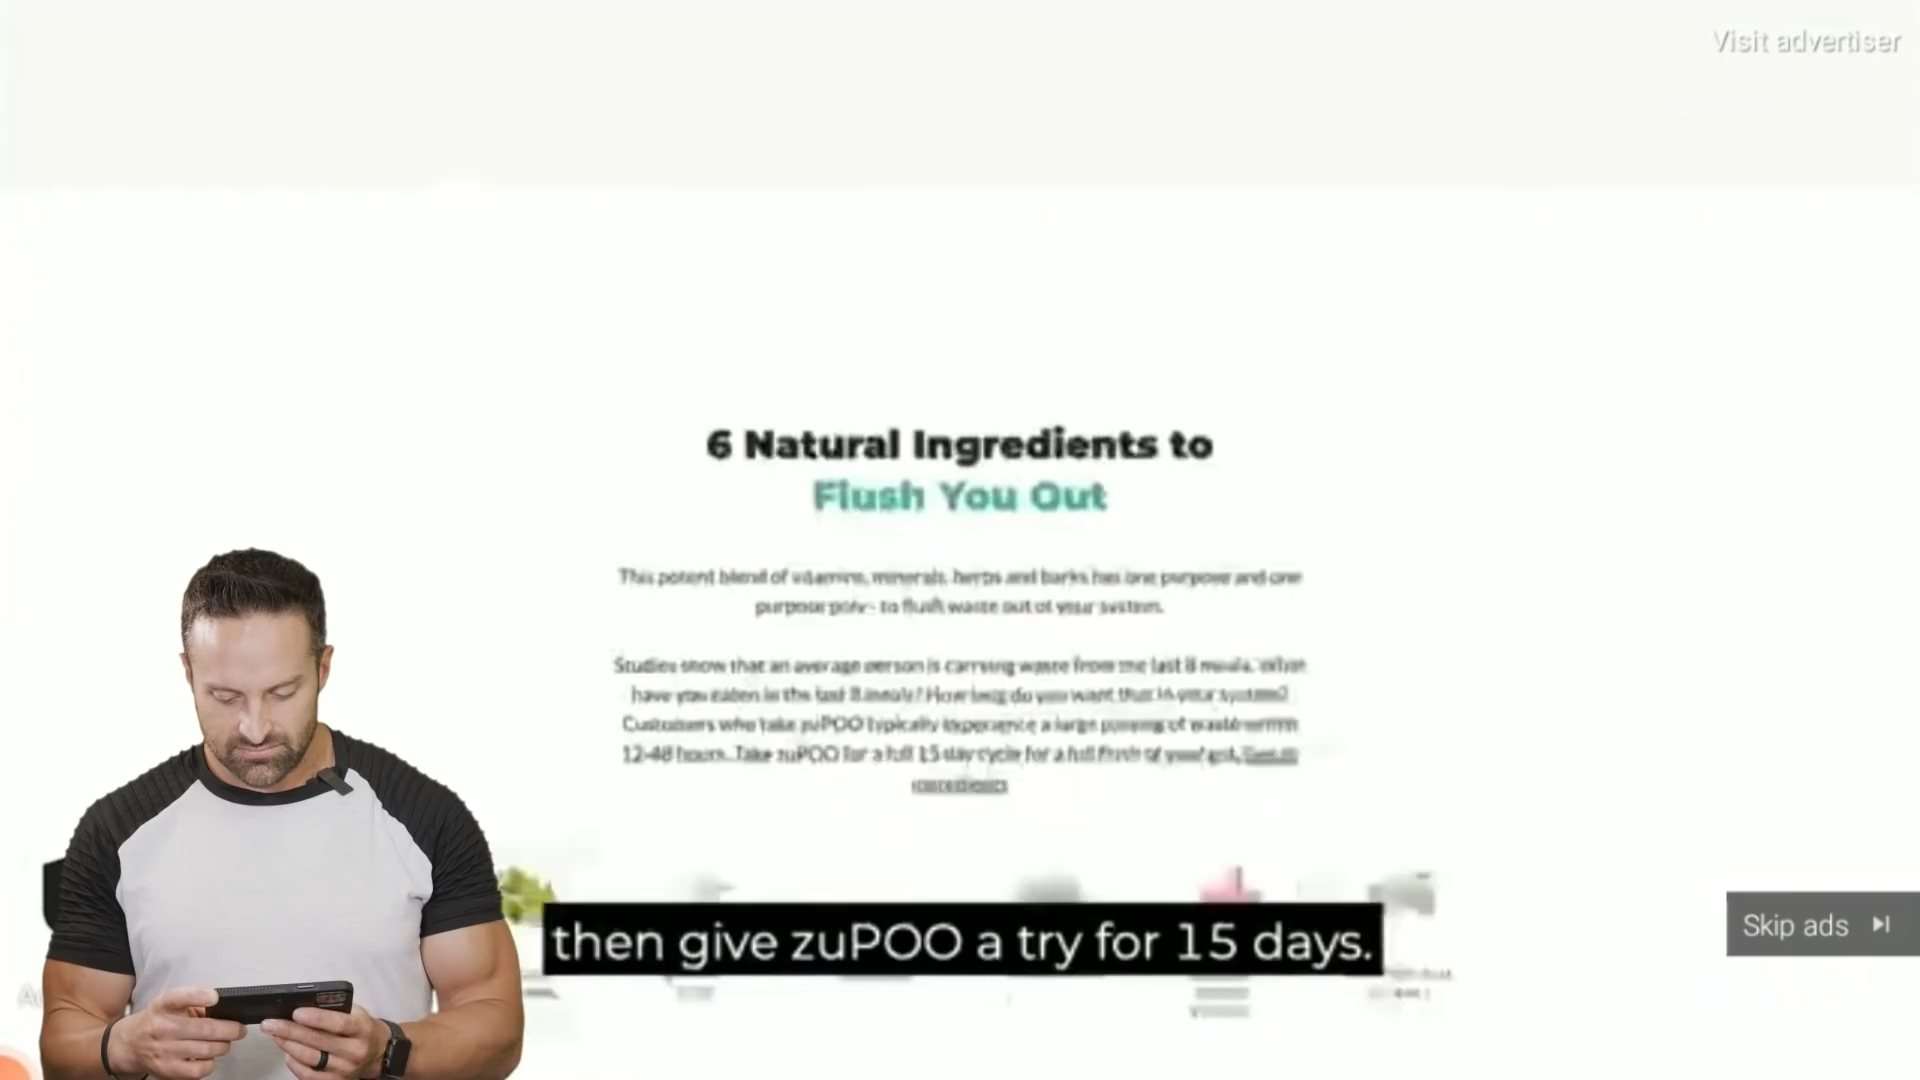 Visit advertiser
6 Natural Ingredients to
Flush You Out
This potent blend of vitamins, minerals, herbs and barks has one purpose and one
purpose - to flush waste out of your system.
Studies show that an average person is carrying waste from the last 8 meals. What
have you eaten in the last 8 meals? How long do you want that in your system?
Customers who take zuPOO typically experience a large of waste within
12-48 hours. Take zuPOO for a full 15 day cycle for a full flush of your gut.
then give zuPOO a try for 15 days.
Skip ads